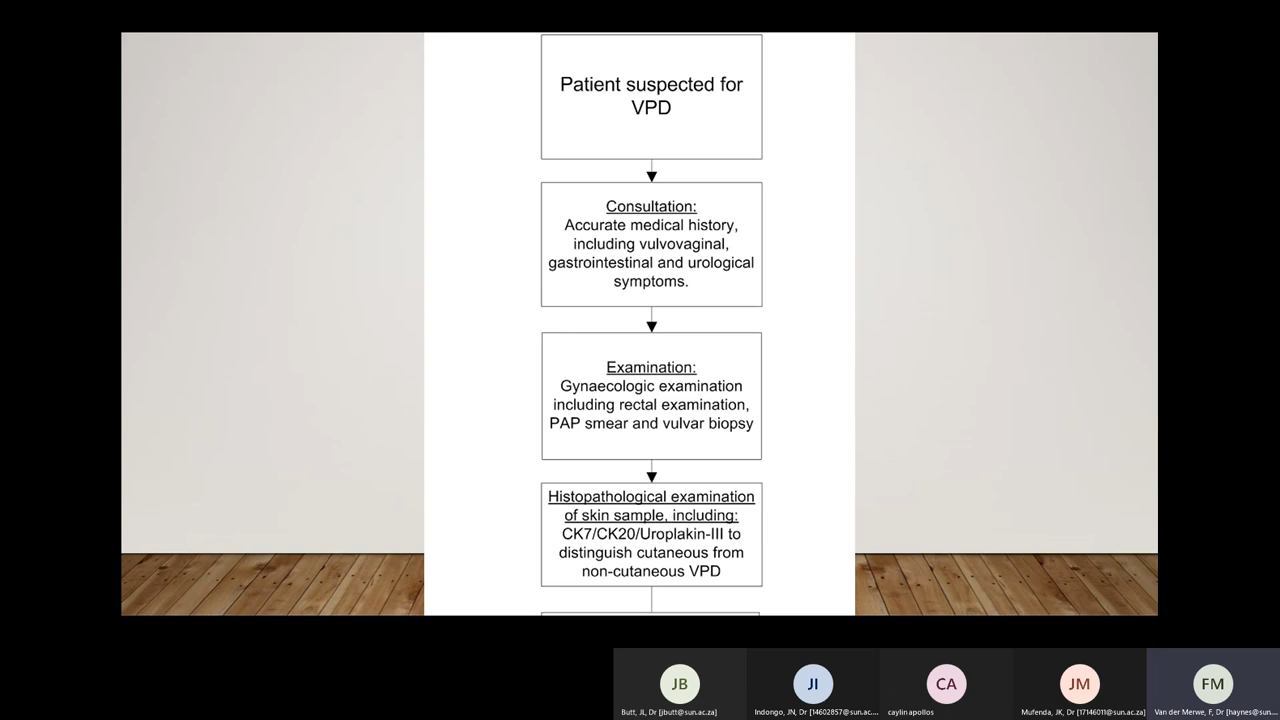 Patient suspected for
VPD
Consultation:
Accurate medical history,
including vulvovaginal,
gastrointestinal and urological
symptoms.
Examination:
Gynaecologic examination
including rectal examination,
PAP smear and vulvar biopsy
Histopathological examination
of skin sample, including:
CK7/CK20/Uroplakin-III to
distinguish cutaneous from
non-cutaneous VPD
JB
JI
CA
JM
FM
Butt, JL, Dr [jbutt@sun.ac.za]
Indongo, JN, Dr [14602857@sun.ac....
caylin apollos
Mufenda, JK, Dr [17146011@sun.ac.za]
Van der Merwe, F, Dr [haynes@sun....